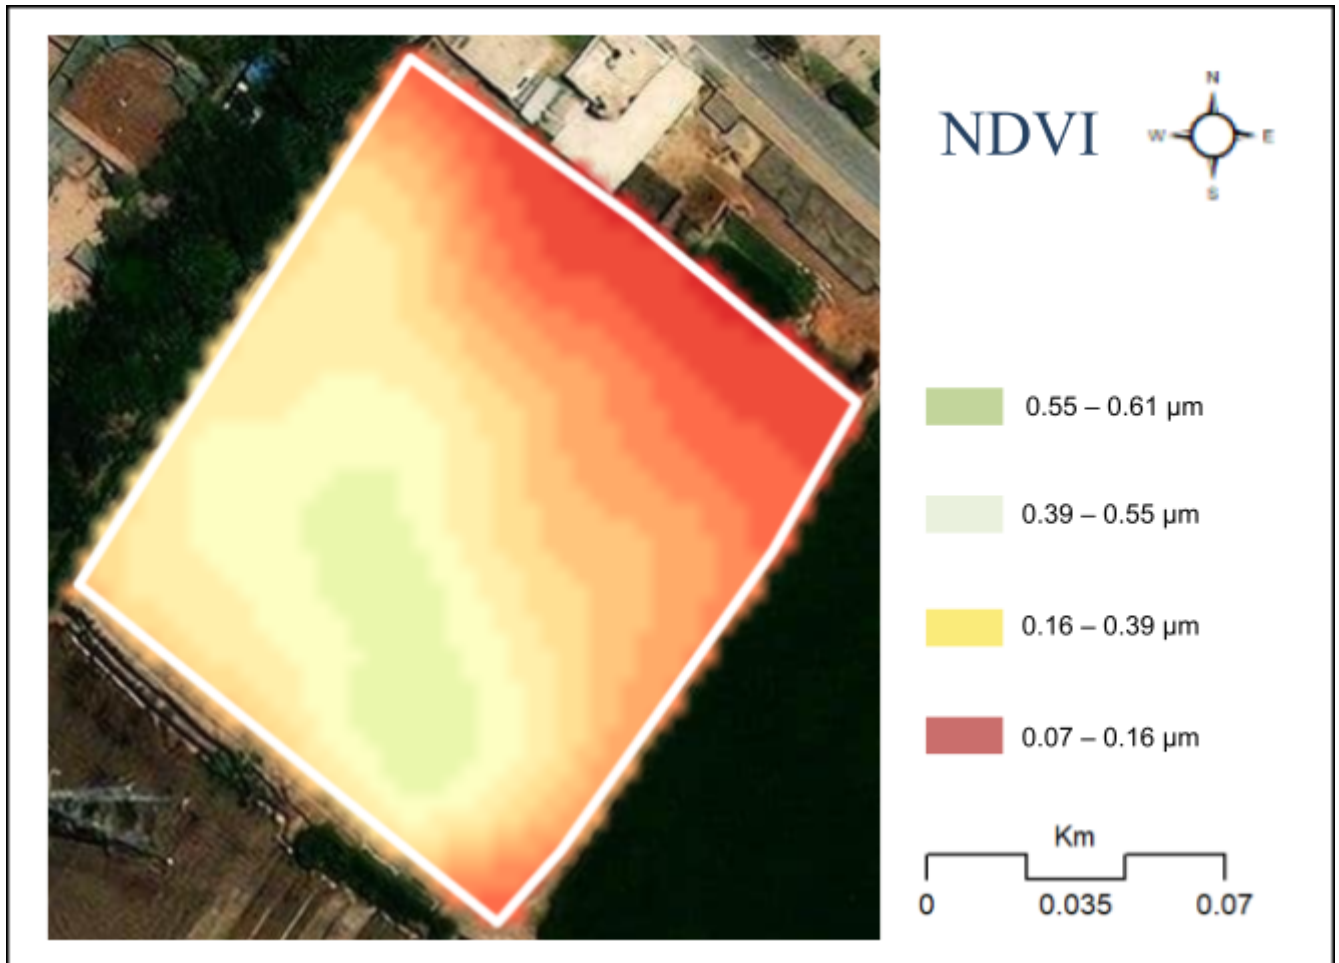 NDVI
N
W
E
S
0.55 – 0.61 µm
0.39 – 0.55 µm
0.16 – 0.39 µm
0.07 – 0.16 µm
Km
0 0.035 0.07